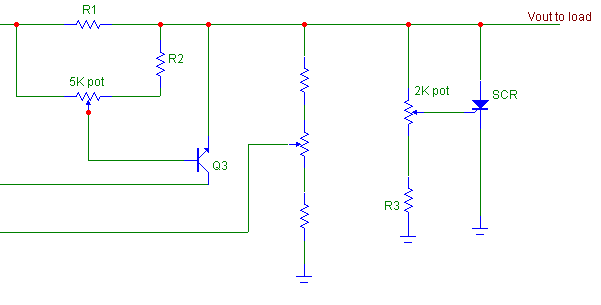 R1
Vout to load
R2
5K pot
2K pot
SCR
Q3
R3